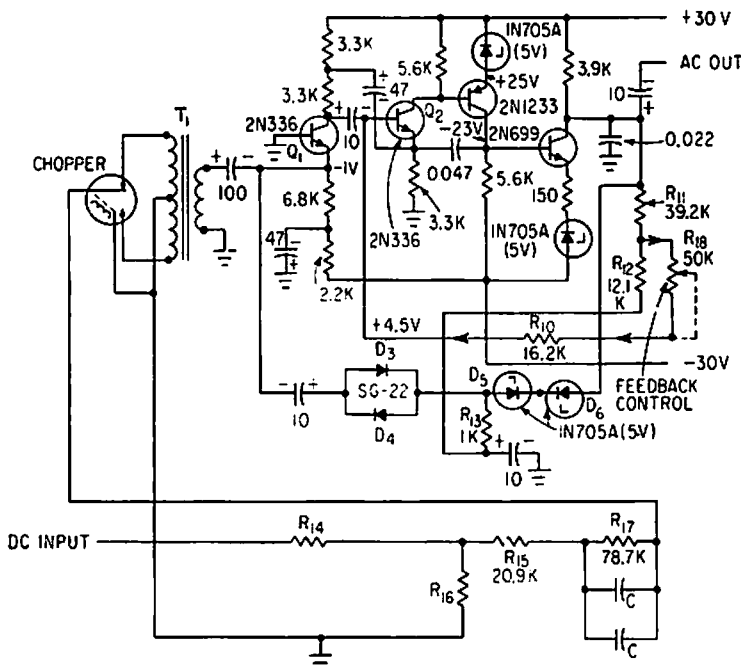 1N705A
(5V)
+30V
3.3K
5.6K
3.9K
AC OUT
+25V
3.3K
47
10
T1
2N1233
10
Q2
-23V
2N336
2N699
0.022
CHOPPER
Q1
-1V
0047
5.6K
150
R11
39.2K
100
6.8K
3.3K
2N336
1N705A
(5V)
R18
50K
47
2.2K
R12
12.1
K
+4.5V
R10
16.2K
-30V
D3
SG-22
D4
10
D5
D6
FEEDBACK
CONTROL
R13
1K
1N705A(5V)
10
DC INPUT
R14
R15
20.9K
R17
78.7K
R16
C
C